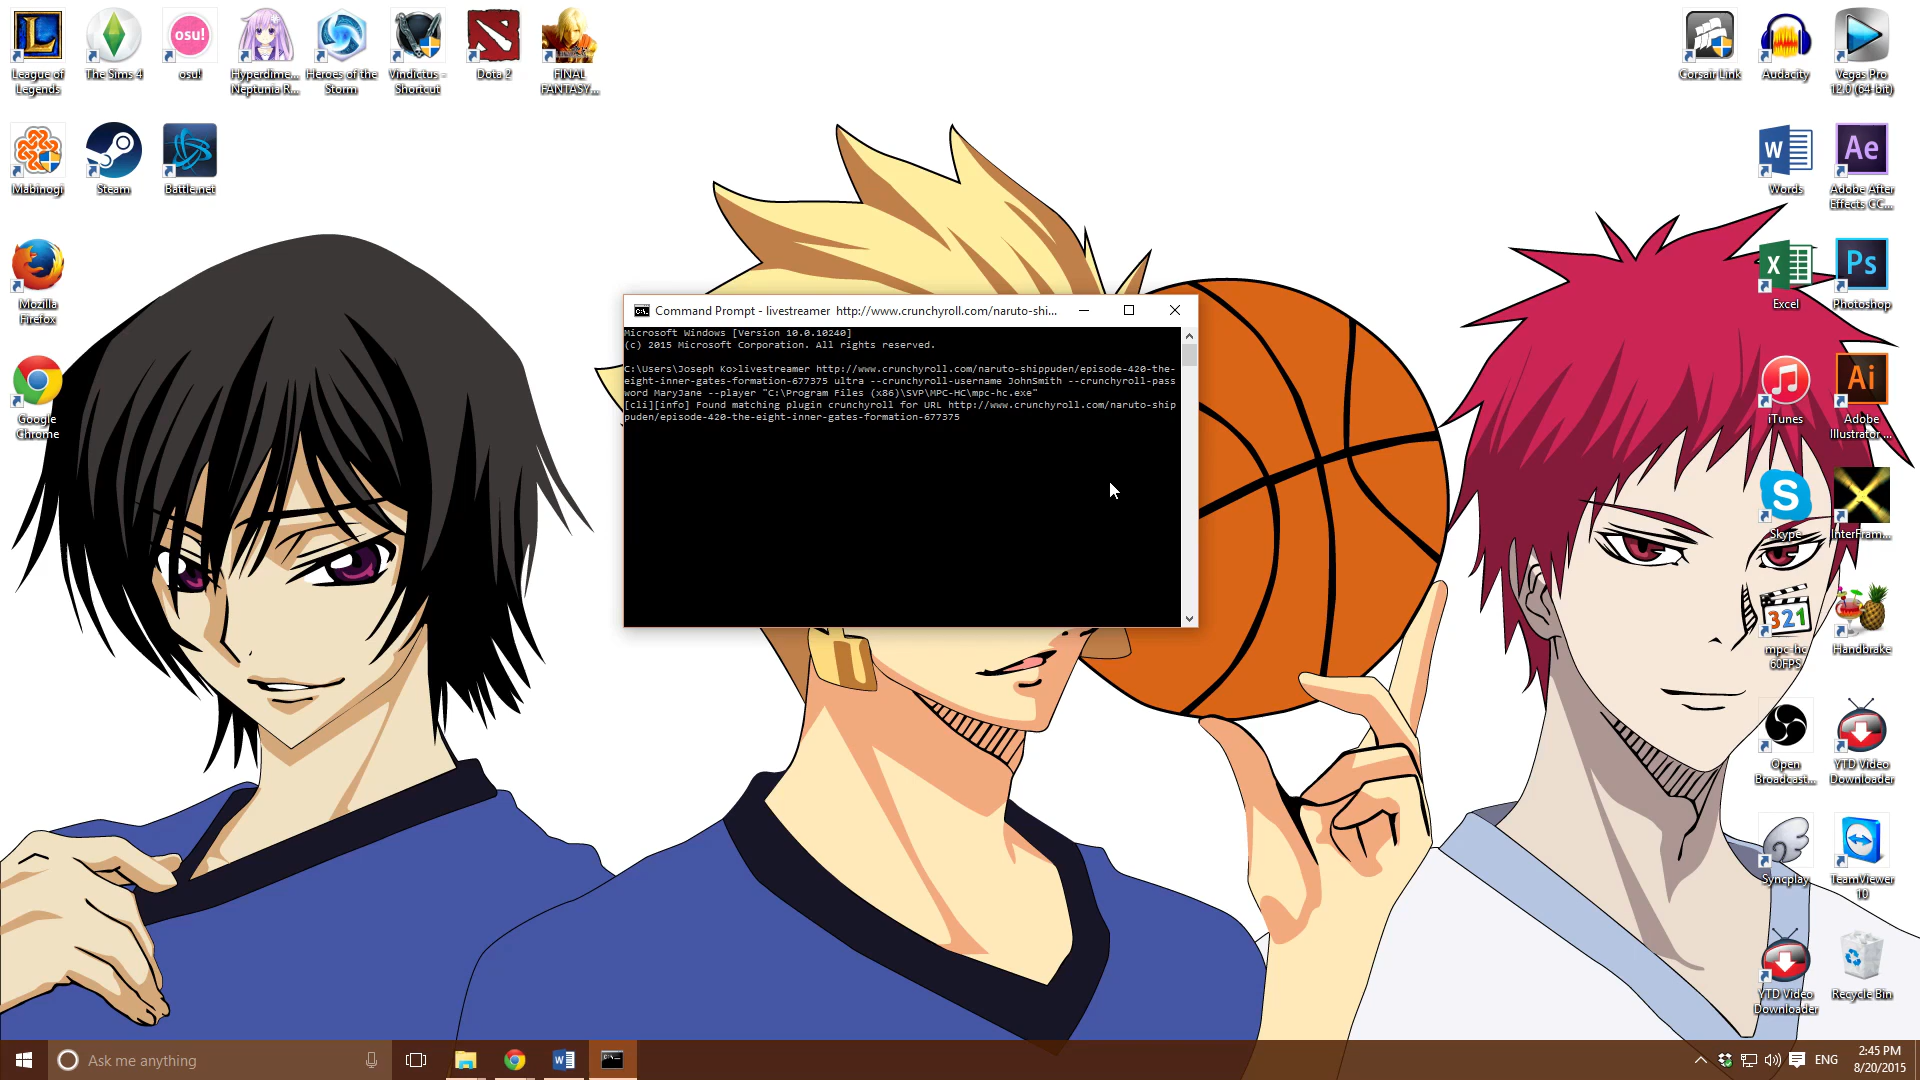 League of
Legends
The Sims 4
osu!
osu!
Hyperdime...
Neptunia R...
Heroes of the
Storm
Vindictus -
Shortcut
Dota 2
FINAL
FANTASY...
Corsair Link
Audacity
Vegas Pro
12.0 (64-bit)
Mabinogi
Steam
Battle.net
Words
Ae
Adobe After
Effects CC...
Mozilla
Firefox
Excel
Ps
Photoshop
Google
Chrome
iTunes
Ai
Adobe
Illustrator ...
Skype
InterFram...
321
mpc-hc
60FPS
Handbrake
Open
Broadcast...
YTD Video
Downloader
Syncplay
TeamViewer
10
YTD Video
Downloader
Recycle Bin
Command Prompt - livestreamer  http://www.crunchyroll.com/naruto-shi...
Microsoft Windows [Version 10.0.10240]
(c) 2015 Microsoft Corporation. All rights reserved.
C:\Users\Joseph Ko>livestreamer http://www.crunchyroll.com/naruto-shippuden/episode-420-the-
eight-inner-gates-formation-677375 ultra --crunchyroll-username JohnSmith --crunchyroll-pass
word MaryJane --player "C:\Program Files (x86)\SVP\MPC-HC\mpc-hc.exe"
[cli][info] Found matching plugin crunchyroll for URL http://www.crunchyroll.com/naruto-ship
puden/episode-420-the-eight-inner-gates-formation-677375
Ask me anything
ENG
2:45 PM
8/20/2015